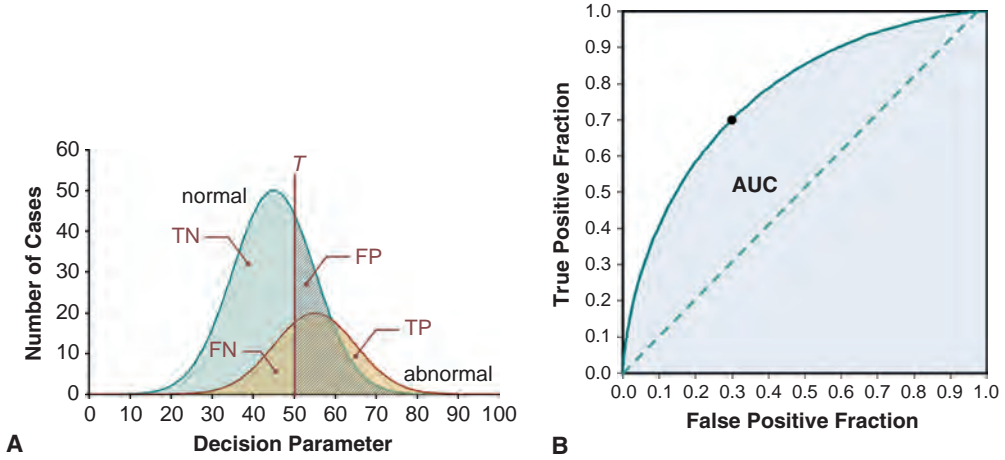 60
50
40
30
20
10
0
Number of Cases
T
normal
TN
FP
FN
TP
abnormal
0 10 20 30 40 50 60 70 80 90 100
Decision Parameter
A
1.0
0.9
0.8
0.7
0.6
0.5
0.4
0.3
0.2
0.1
0.0
True Positive Fraction
AUC
0.0 0.1 0.2 0.3 0.4 0.5 0.6 0.7 0.8 0.9 1.0
False Positive Fraction
B